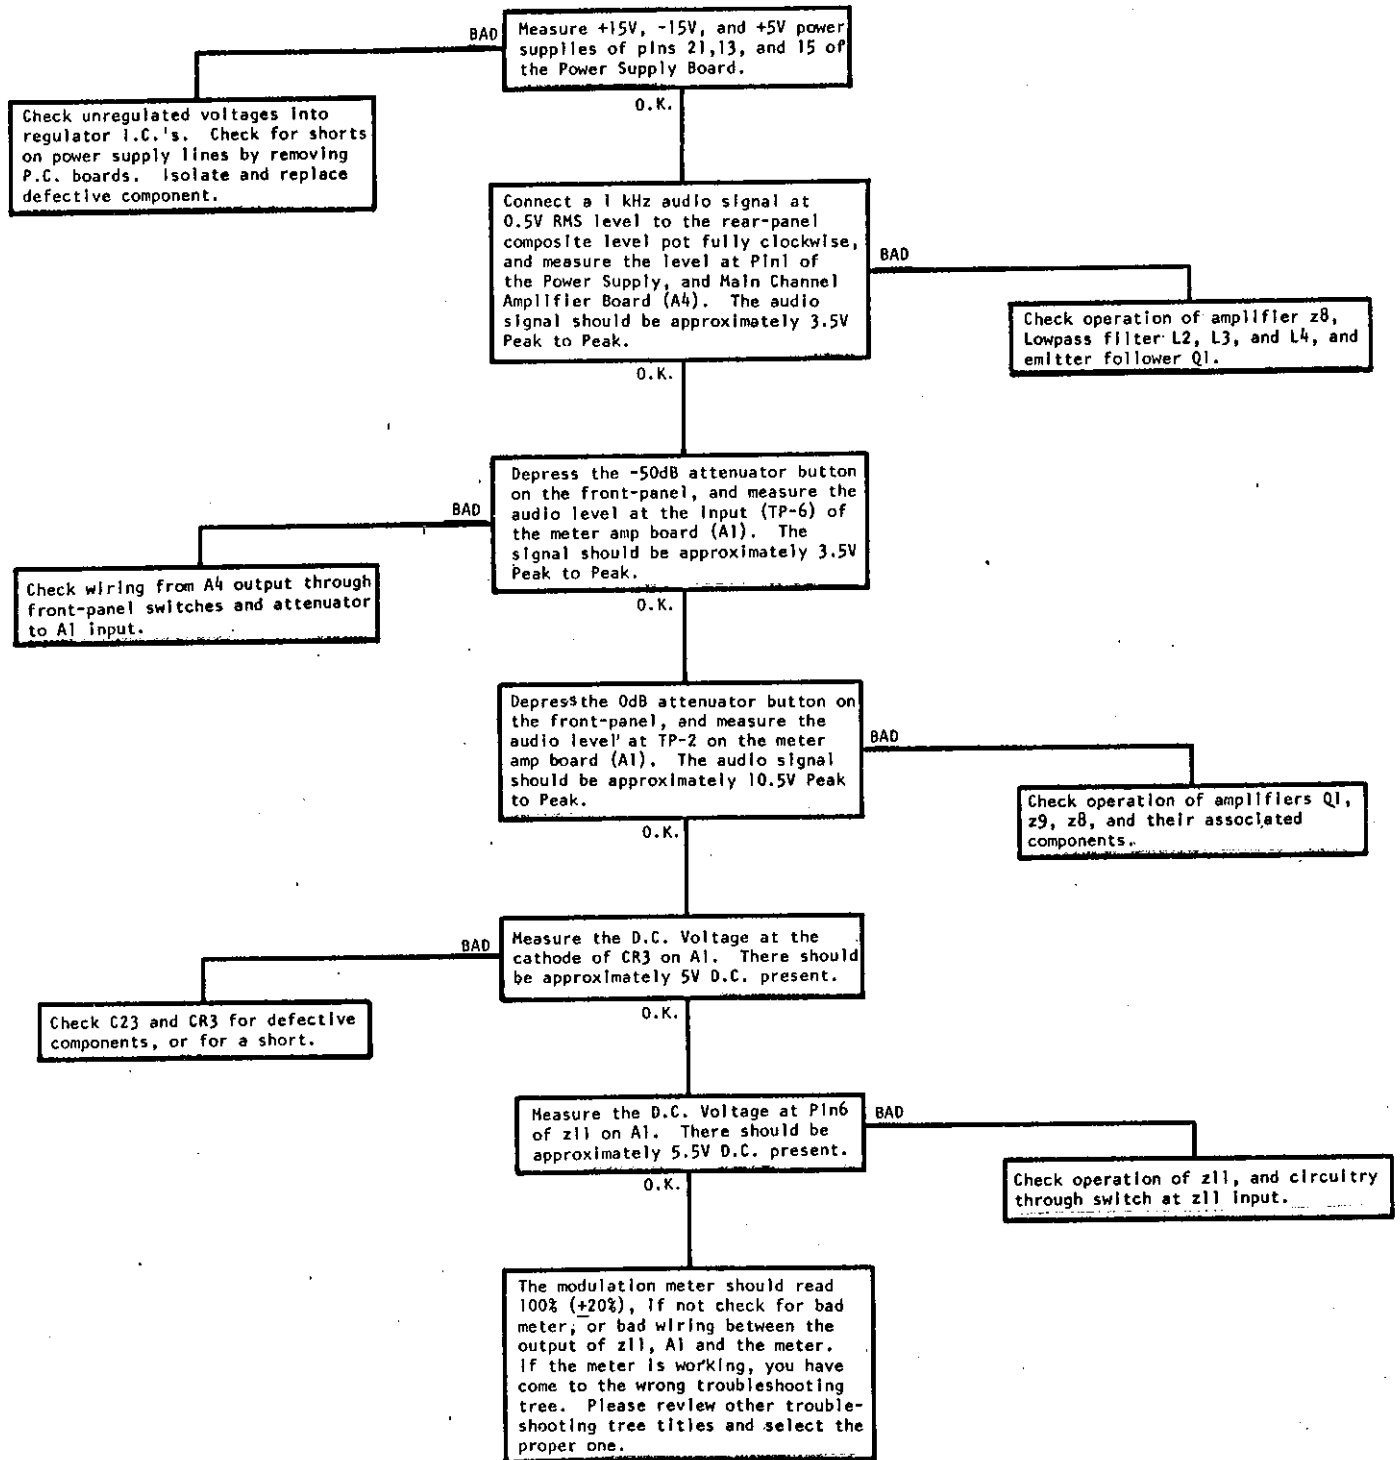 BAD
Measure +15V, -15V, and +5V power
supplies of pins 21,13, and 15 of
the Power Supply Board.
O.K.
Check unregulated voltages into
regulator I.C.'s. Check for shorts
on power supply lines by removing
P.C. boards. Isolate and replace
defective component.
Connect a 1 kHz audio signal at
0.5V RMS level to the rear-panel
composite level pot fully clockwise,
and measure the level at Pin1 of
the Power Supply, and Main Channel
Amplifier Board (A4). The audio
signal should be approximately 3.5V
Peak to Peak.
BAD
O.K.
Check operation of amplifier z8,
Lowpass filter L2, L3, and L4, and
emitter follower Q1.
BAD
Depress the -50dB attenuator button
on the front-panel, and measure the
audio level at the input (TP-6) of
the meter amp board (A1). The
signal should be approximately 3.5V
Peak to Peak.
O.K.
Check wiring from A4 output through
front-panel switches and attenuator
to A1 input.
Depress the 0dB attenuator button on
the front-panel, and measure the
audio level at TP-2 on the meter
amp board (A1). The audio signal
should be approximately 10.5V Peak
to Peak.
BAD
O.K.
Check operation of amplifiers Q1,
z9, z8, and their associated
components.
BAD
Measure the D.C. Voltage at the
cathode of CR3 on A1. There should
be approximately 5V D.C. present.
O.K.
Check C23 and CR3 for defective
components, or for a short.
Measure the D.C. Voltage at Pin6
of z11 on A1. There should be
approximately 5.5V D.C. present.
BAD
O.K.
Check operation of z11, and circuitry
through switch at z11 input.
The modulation meter should read
100% (±20%), if not check for bad
meter, or bad wiring between the
output of z11, A1 and the meter.
If the meter is working, you have
come to the wrong troubleshooting
tree. Please review other trouble-
shooting tree titles and select the
proper one.